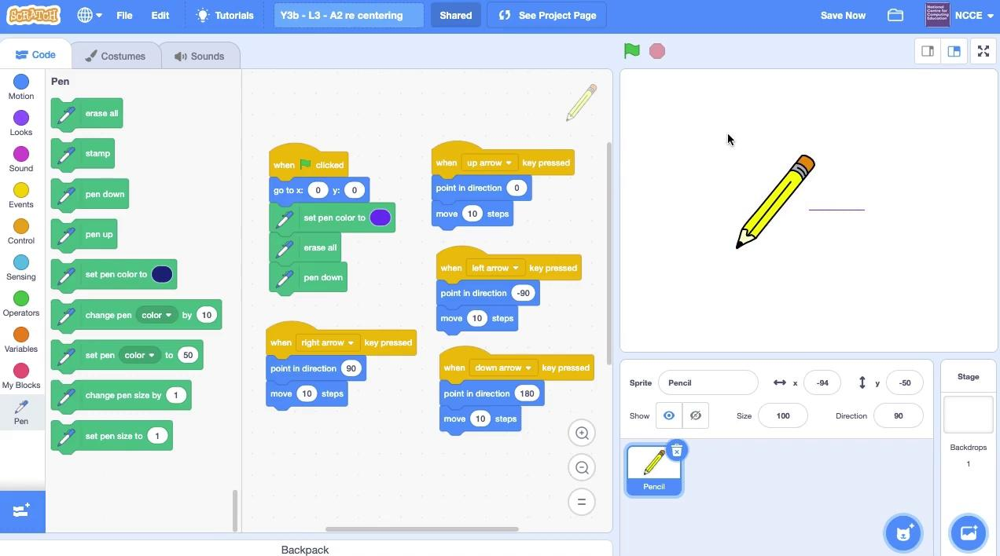 SCRATCH File Edit Tutorials Y3b - L3 - A2 re centering Shared See Project Page Save Now National Centre for Computing Education NCCE
Code Costumes Sounds
Motion
Looks
Sound
Events
Control
Sensing
Operators
Variables
My Blocks
Pen
Pen
erase all
stamp
pen down
pen up
set pen color to
change pen color by 10
set pen color to 50
change pen size by 1
set pen size to 1
when clicked
go to x: 0 y: 0
set pen color to
erase all
pen down
when right arrow key pressed
point in direction 90
move 10 steps
when up arrow key pressed
point in direction 0
move 10 steps
when left arrow key pressed
point in direction -90
move 10 steps
when down arrow key pressed
point in direction 180
move 10 steps
Backpack
Sprite Pencil x -94 y -50
Show Size 100 Direction 90
Pencil
Stage
Backdrops
1